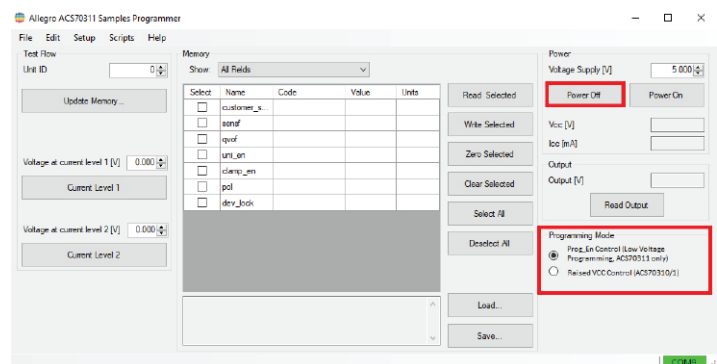 Allegro ACS70311 Samples Programmer
File Edit Setup Scripts Help
Test Flow
Unit ID 0
Update Memory...
Voltage at current level 1 [V] 0.000
Current Level 1
Voltage at current level 2 [V] 0.000
Current Level 2
Memory
Show: All Fields
Select Name Code Value Units
customer_s...
qvof
uni_en
clamp_en
pol
dev_lock
Read Selected
Write Selected
Zero Selected
Clear Selected
Select All
Deselect All
Load...
Save...
Power
Voltage Supply [V] 5.000
Power Off Power On
Vcc [V]
Icc [mA]
Output
Output [V]
Read Output
Programming Mode
Prog_En Control (Low Voltage
Programming, ACS70311 only)
Raised VCC Control (ACS70310/1)